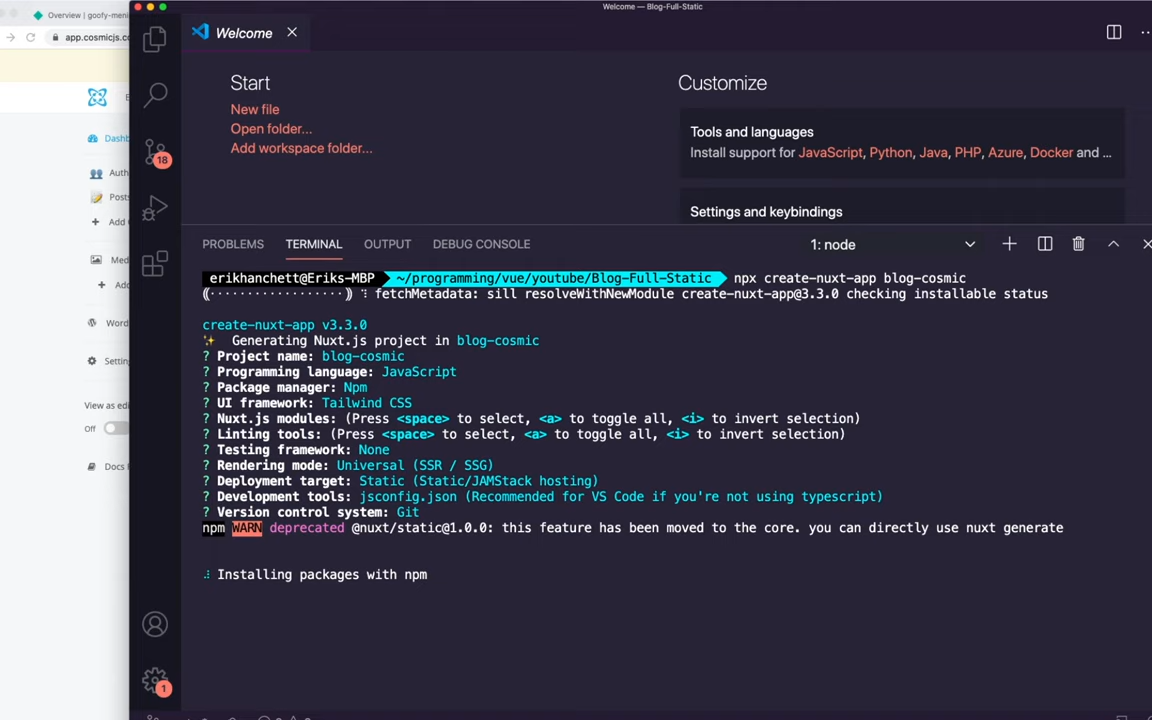 Welcome — Blog-Full-Static
Overview | goofy-meni
app.cosmicjs.co
Dashb
Auth
Posts
Add
Med
Add
Word
Setting
View as edi
Off
Docs
18
1
Welcome
Start
New file
Open folder...
Add workspace folder...
Customize
Tools and languages
Install support for JavaScript, Python, Java, PHP, Azure, Docker and ...
Settings and keybindings
PROBLEMS TERMINAL OUTPUT DEBUG CONSOLE 1: node
erikhanchett@Eriks-MBP ~/programming/vue/youtube/Blog-Full-Static npx create-nuxt-app blog-cosmic
⸨··················⸩ ⠹ fetchMetadata: sill resolveWithNewModule create-nuxt-app@3.3.0 checking installable status
create-nuxt-app v3.3.0
✨ Generating Nuxt.js project in blog-cosmic
? Project name: blog-cosmic
? Programming language: JavaScript
? Package manager: Npm
? UI framework: Tailwind CSS
? Nuxt.js modules: (Press <space> to select, <a> to toggle all, <i> to invert selection)
? Linting tools: (Press <space> to select, <a> to toggle all, <i> to invert selection)
? Testing framework: None
? Rendering mode: Universal (SSR / SSG)
? Deployment target: Static (Static/JAMStack hosting)
? Development tools: jsconfig.json (Recommended for VS Code if you're not using typescript)
? Version control system: Git
npm WARN deprecated @nuxt/static@1.0.0: this feature has been moved to the core. you can directly use nuxt generate
Installing packages with npm